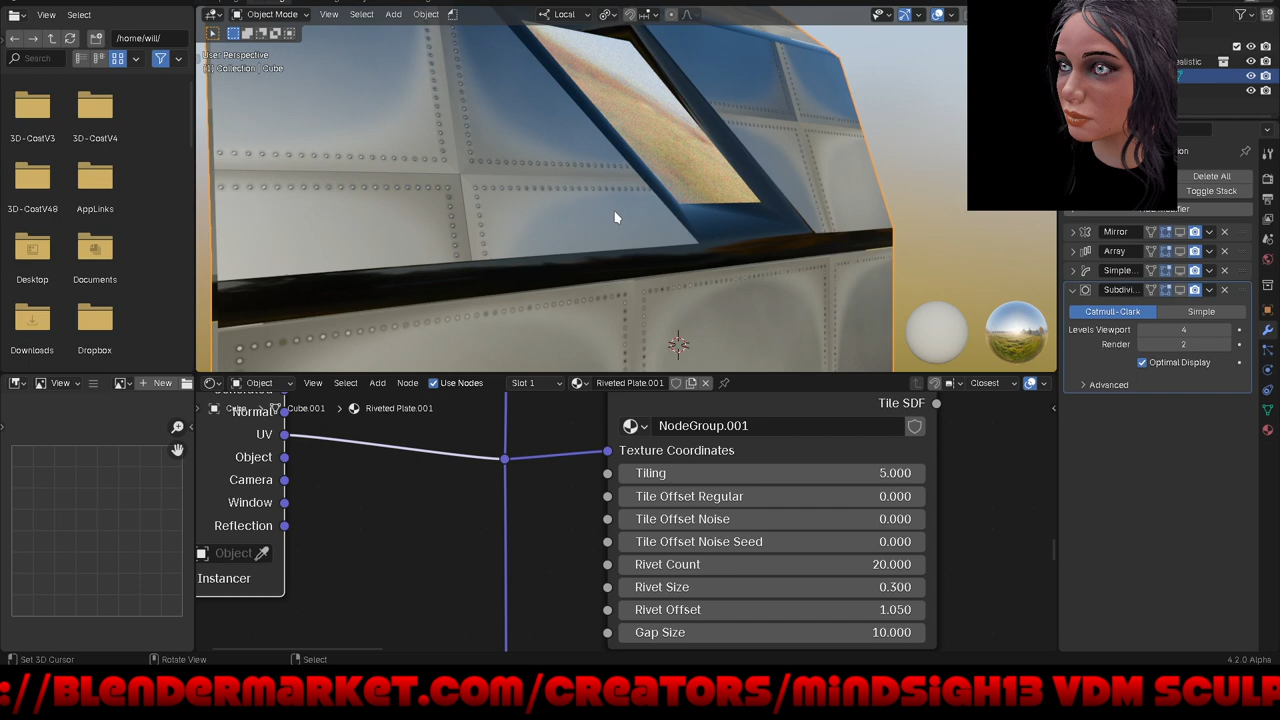 View Select
Object Mode View Select Add Object Local
/home/will/
User Perspective
(1) Collection | Cube
Search
ealistic
3D-CoatV3 3D-CoatV4
tion
Delete All
Toggle Stack
3D-CoatV48 AppLinks
Mirror
Array
Simple...
Desktop Documents
Subdivi...
Catmull-Clark Simple
Levels Viewport 4
Render 2
Downloads Dropbox
Optimal Display
Advanced
View New
Object View Select Add Node Use Nodes Slot 1 Riveted Plate.001 Closest
Cube Cube.001 Riveted Plate.001
Normal
Tile SDF
NodeGroup.001
UV
Texture Coordinates
Object
Tiling 5.000
Camera
Tile Offset Regular 0.000
Window
Tile Offset Noise 0.000
Reflection
Tile Offset Noise Seed 0.000
Object
Rivet Count 20.000
Instancer
Rivet Size 0.300
Rivet Offset 1.050
Gap Size 10.000
Set 3D Cursor Rotate View Select 4.2.0 Alpha
://Blendermarket.com/creators/mindsigh13 VDM SCULP